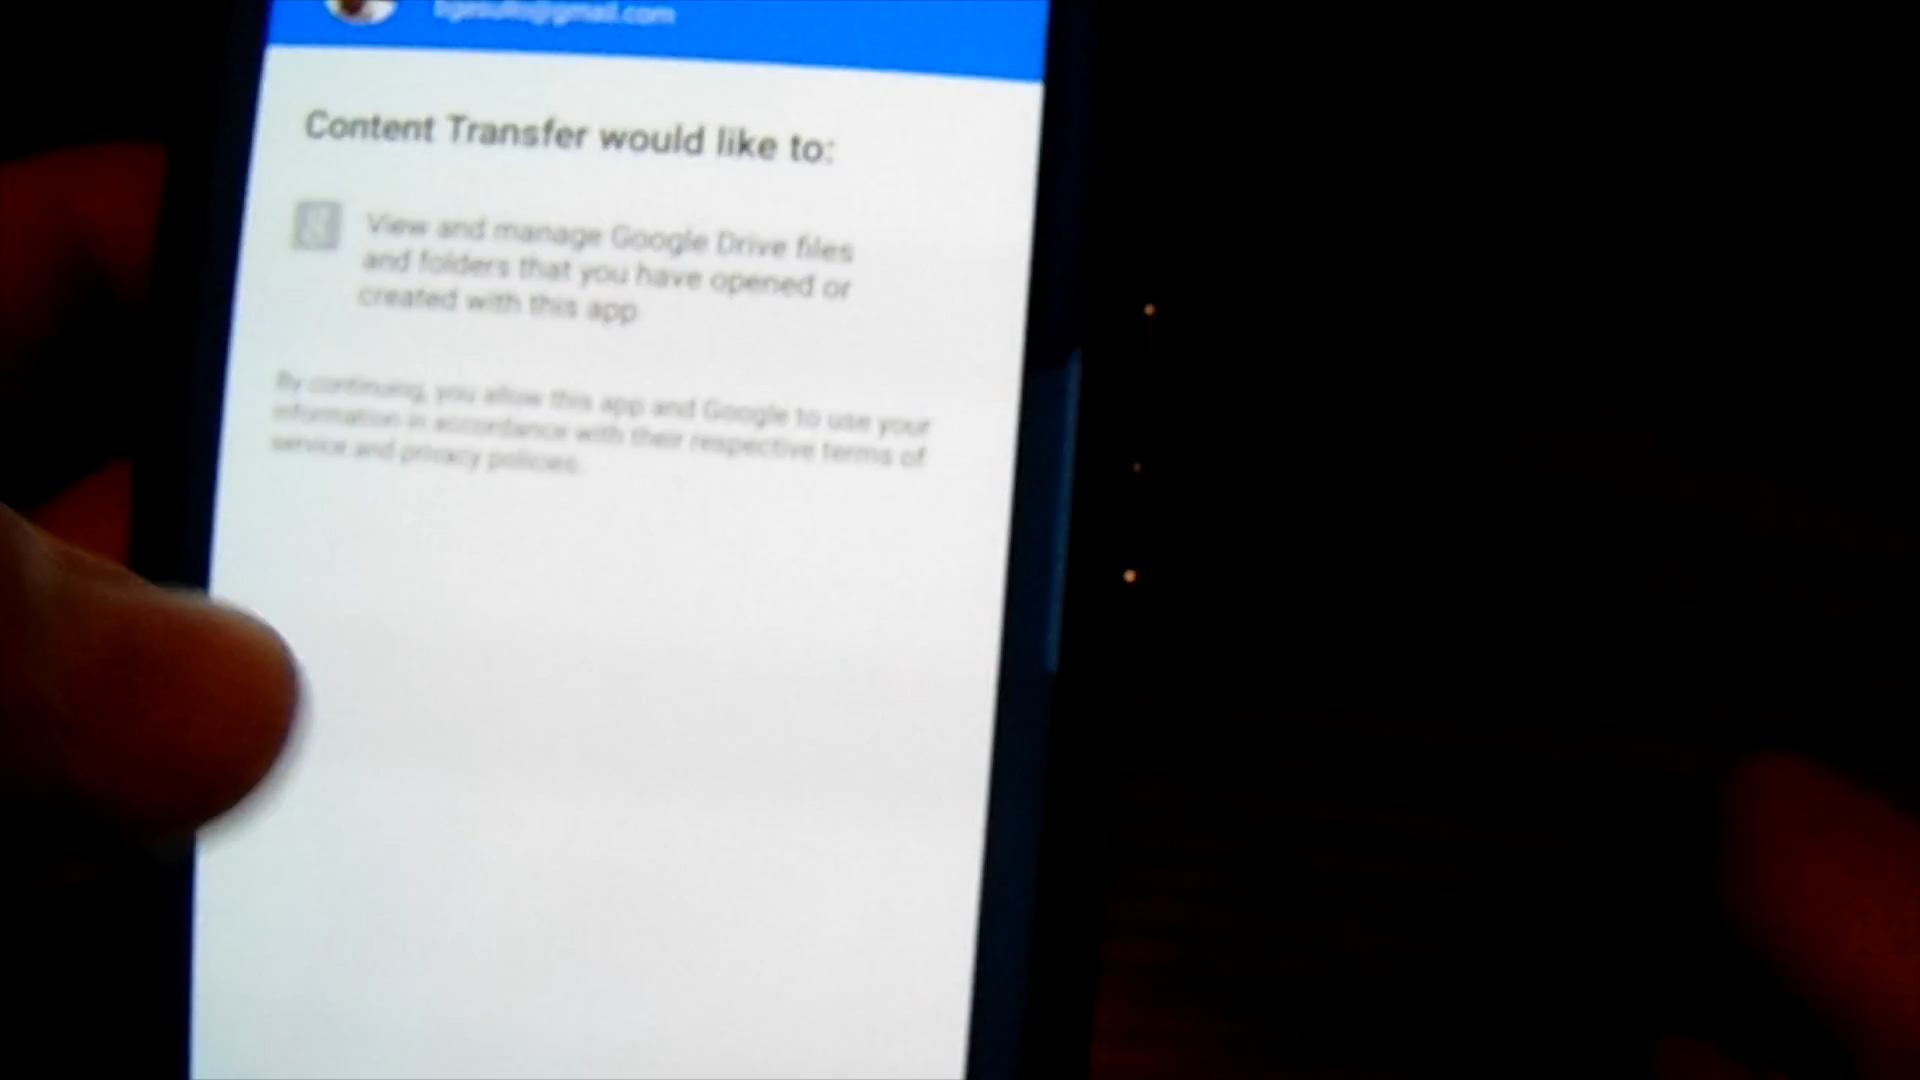 Content Transfer would like to:
View and manage Google Drive files
and folders that you have opened or
created with this app
By continuing, you allow this app and Google to use your
information in accordance with their respective terms of
service and privacy policies.